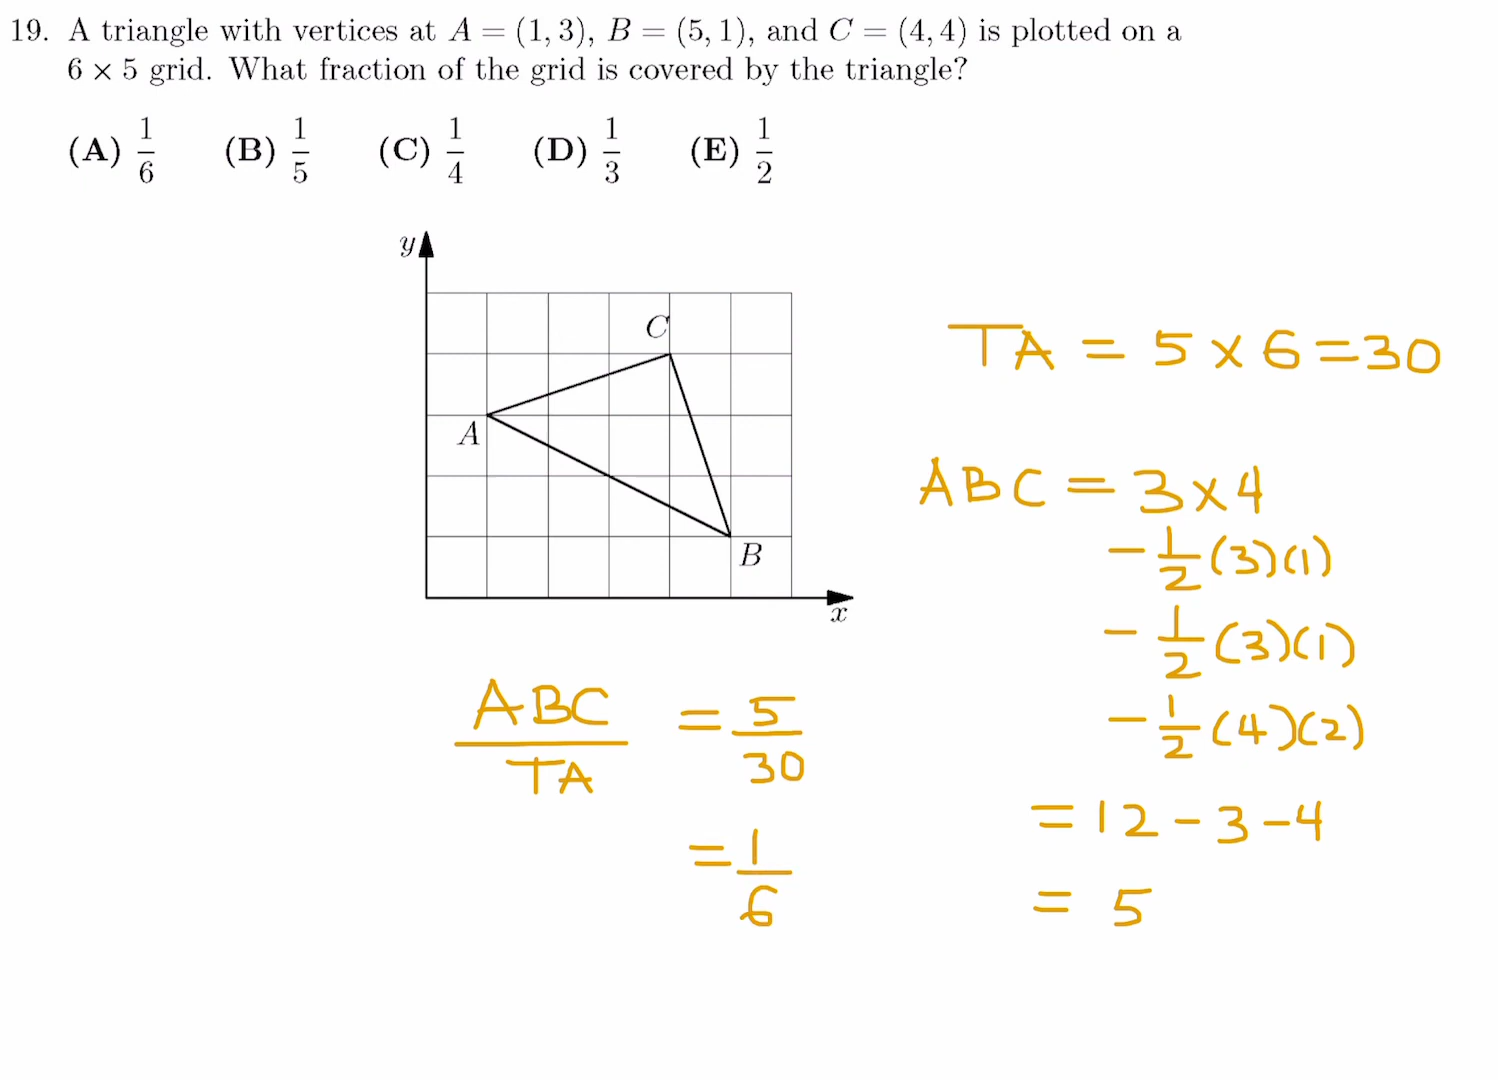 19. A triangle with vertices at A = (1, 3), B = (5, 1), and C = (4, 4) is plotted on a
6 × 5 grid. What fraction of the grid is covered by the triangle?
(A) 1/6 (B) 1/5 (C) 1/4 (D) 1/3 (E) 1/2
y
C
A
B
x
TA = 5 × 6 = 30
ABC = 3 × 4
- 1/2 (3)(1)
- 1/2 (3)(1)
- 1/2 (4)(2)
= 12 - 3 - 4
= 5
ABC/TA = 5/30
= 1/6